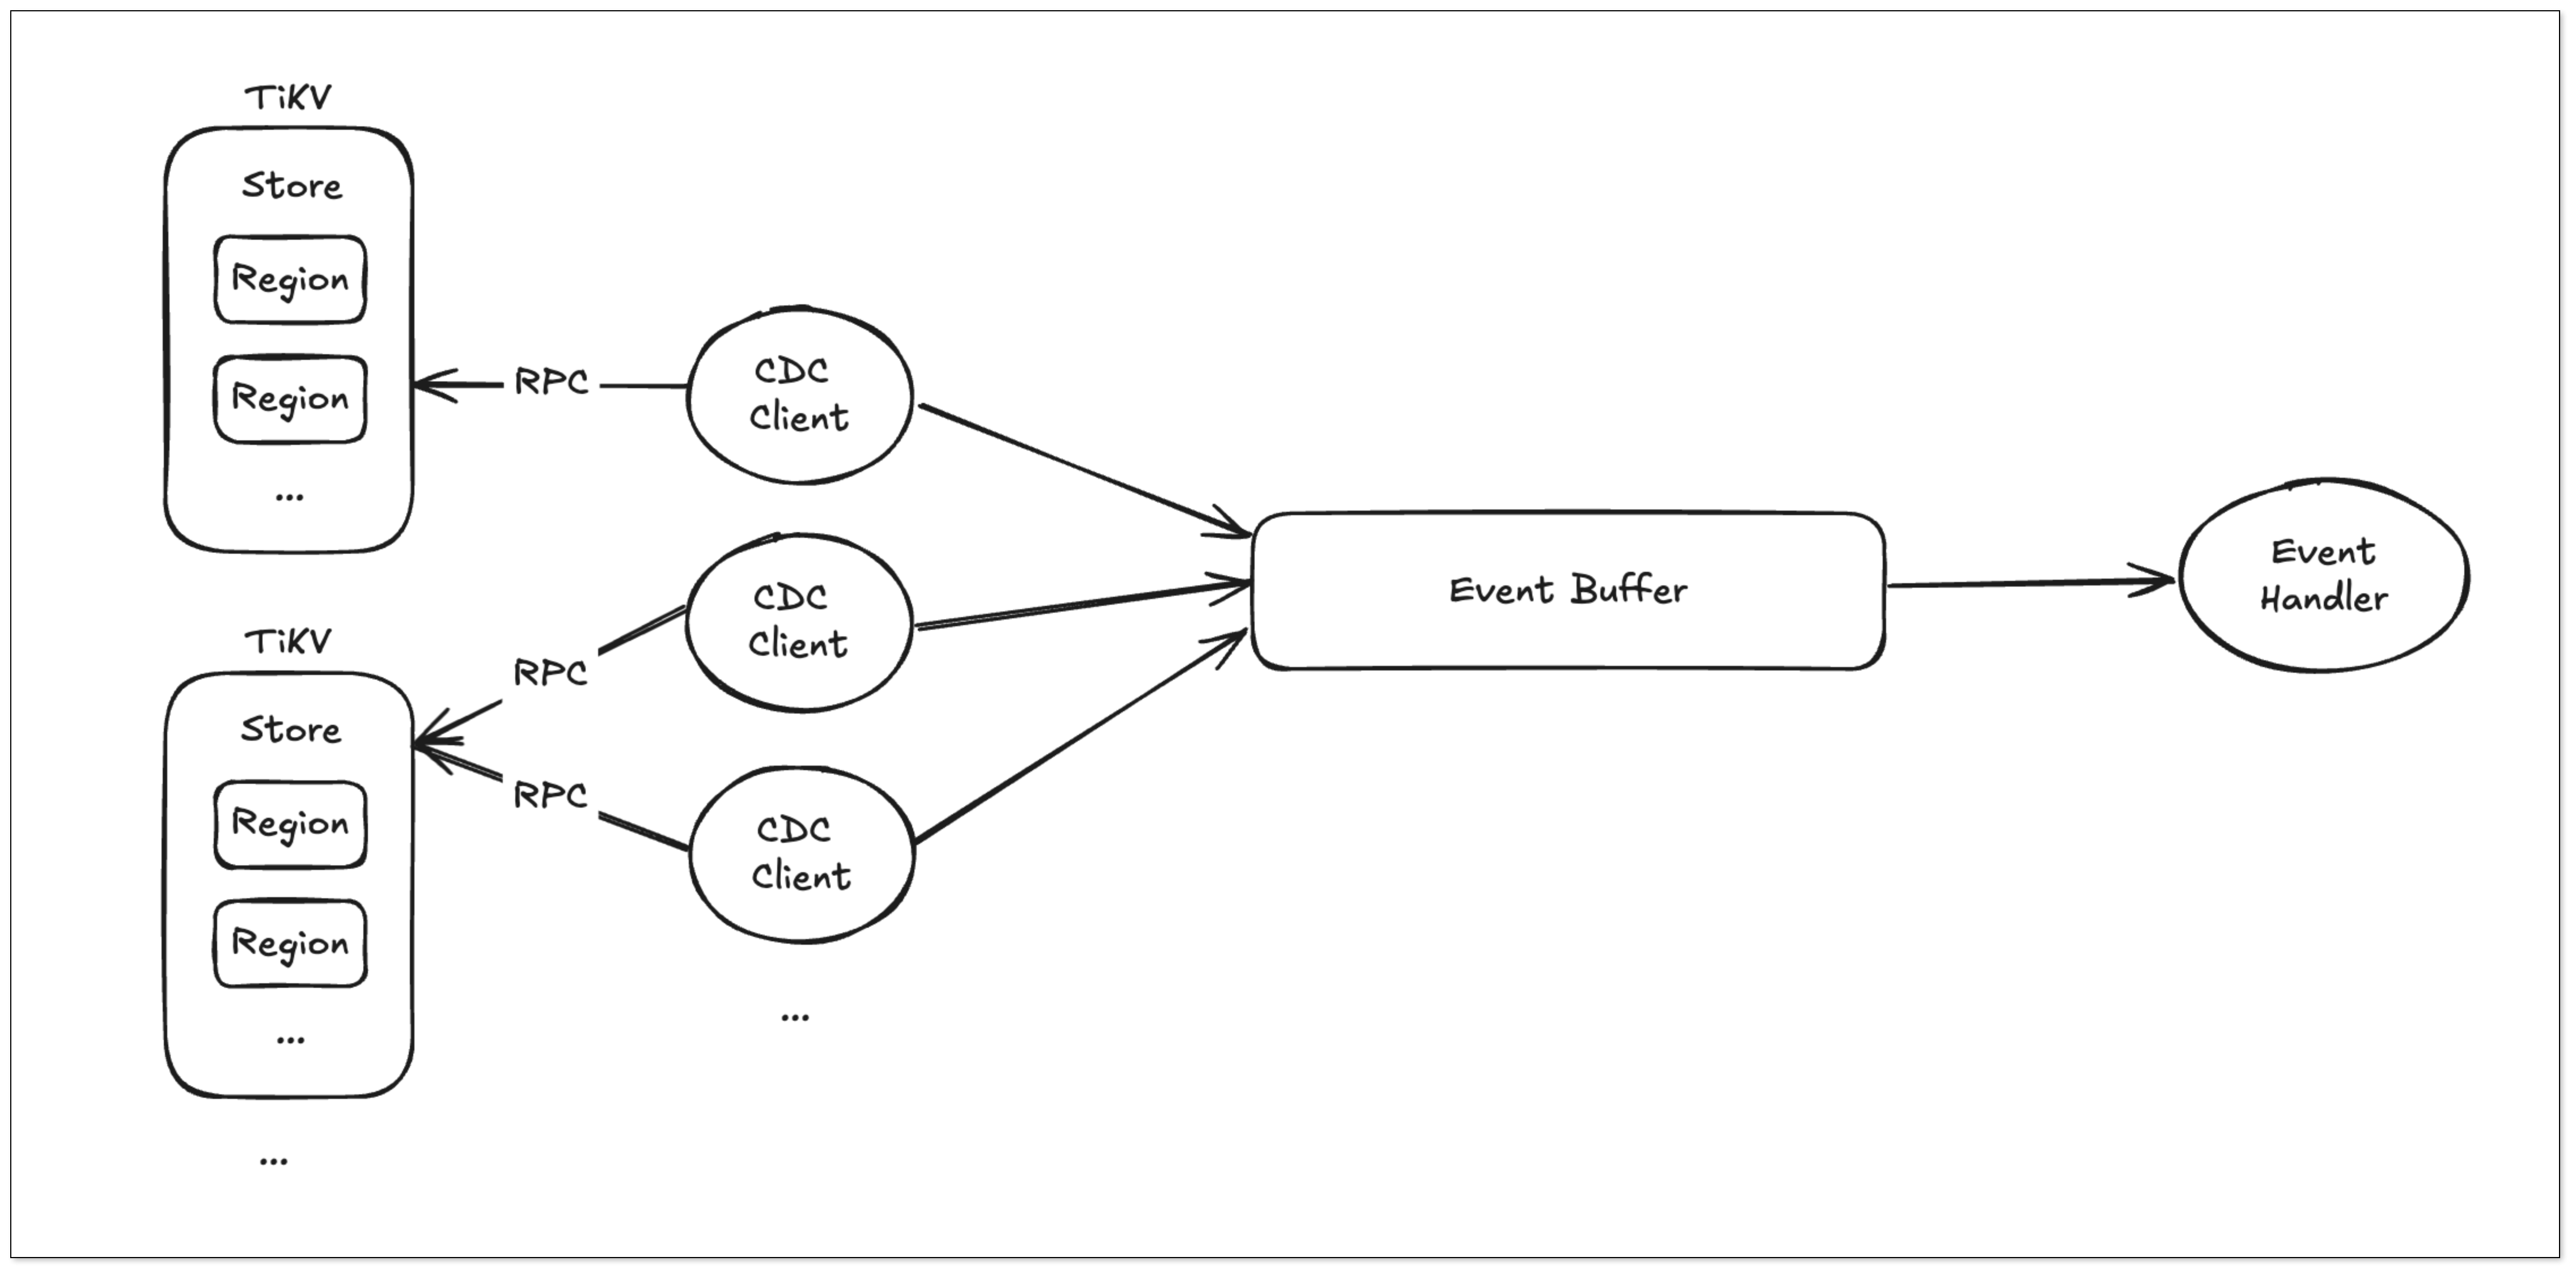 TiKV
Store
Region
Region
...
RPC
CDC
Client
TiKV
Store
Region
Region
...
...
RPC
RPC
CDC
Client
CDC
Client
...
Event Buffer
Event
Handler